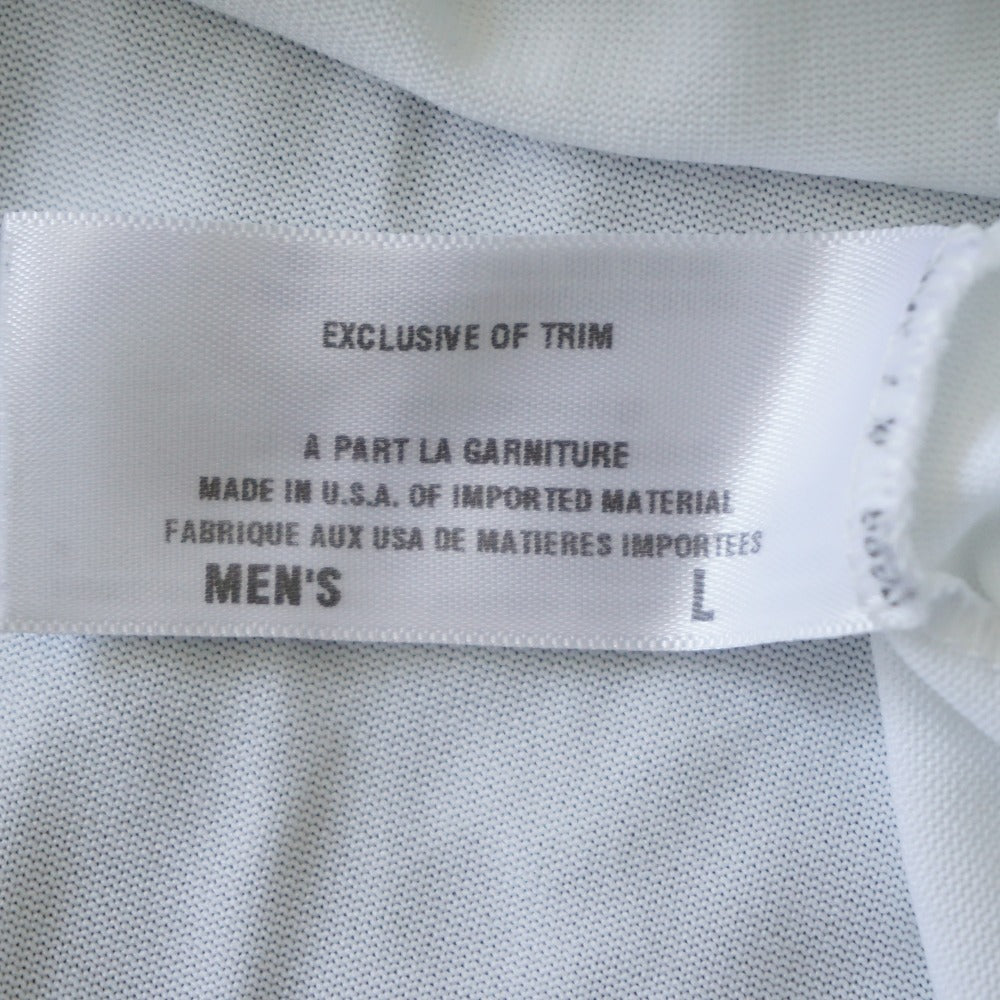 EXCLUSIVE OF TRIM
A PART LA GARNITURE
MADE IN U.S.A. OF IMPORTED MATERIAL
FABRIQUE AUX USA DE MATIERES IMPORTEES
MEN'S L